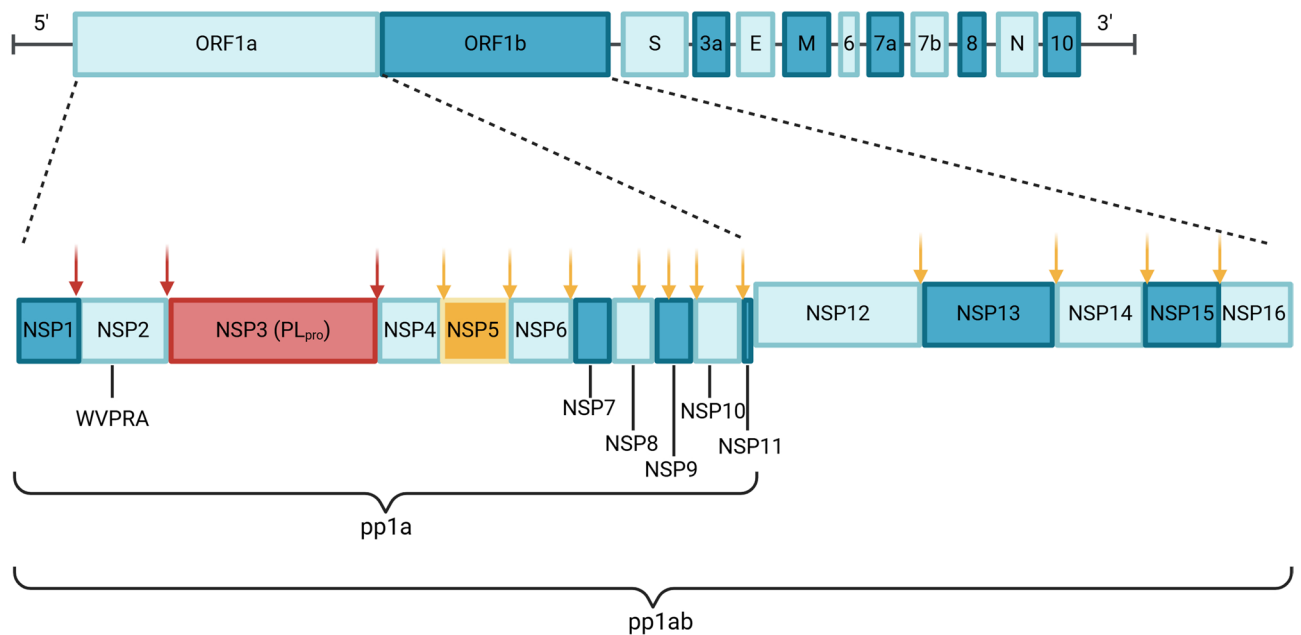 5'
ORF1a
ORF1b
S
3a
E
M
6
7a
7b
8
N
10
3'
NSP1
NSP2
NSP3 (PLpro)
NSP4
NSP5
NSP6
NSP12
NSP13
NSP14
NSP15
NSP16
WVPRA
NSP7
NSP8
NSP9
NSP10
NSP11
pp1a
pp1ab